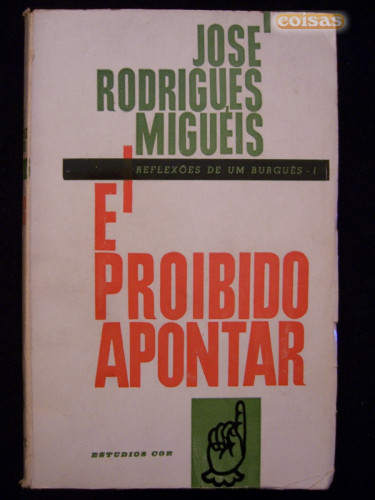 coisas
JOSÉ
RODRIGUES
MIGUÉIS
REFLEXÕES DE UM BURGUÊS - I
É
PROIBIDO
APONTAR
ESTUDIOS COR